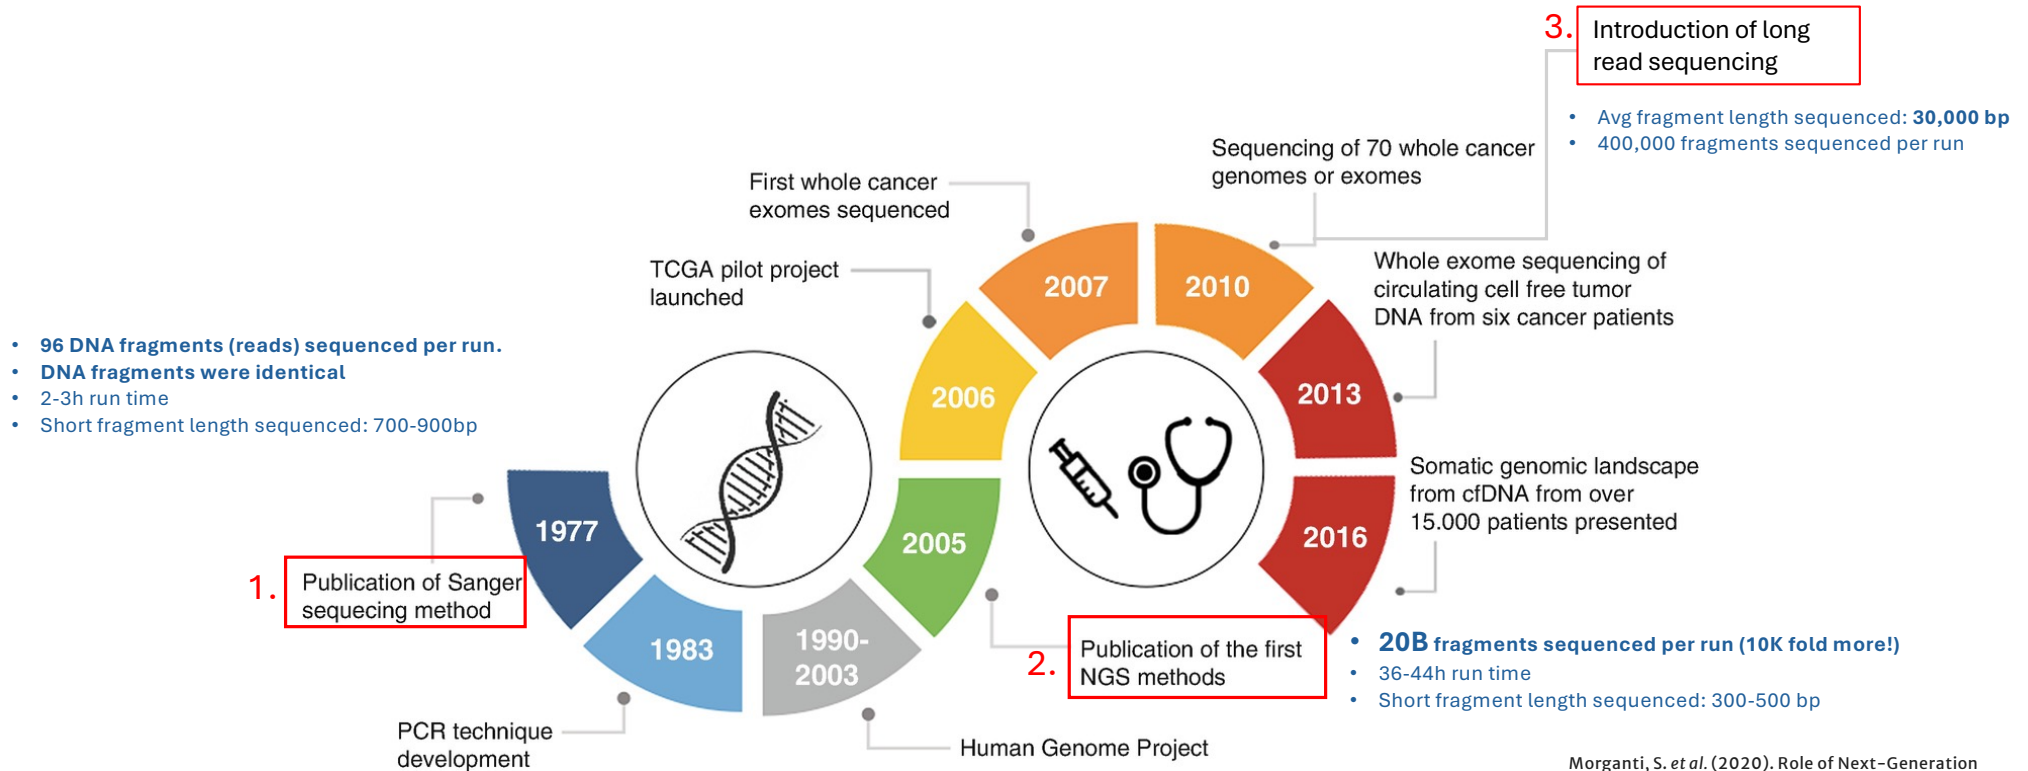 3.
Introduction of long
read sequencing
• Avg fragment length sequenced: 30,000 bp
• 400,000 fragments sequenced per run
Sequencing of 70 whole cancer
genomes or exomes
First whole cancer
exomes sequenced
TCGA pilot project
launched
Whole exome sequencing of
circulating cell free tumor
DNA from six cancer patients
2007
2010
2006
2013
• 96 DNA fragments (reads) sequenced per run.
• DNA fragments were identical
• 2-3h run time
• Short fragment length sequenced: 700-900bp
Somatic genomic landscape
from cfDNA from over
15.000 patients presented
1977
2005
2016
1.
Publication of Sanger
sequecing method
1983
1990-
2003
2.
Publication of the first
NGS methods
• 20B fragments sequenced per run (10K fold more!)
• 36-44h run time
• Short fragment length sequenced: 300-500 bp
PCR technique
development
Human Genome Project
Morganti, S. et al. (2020). Role of Next-Generation